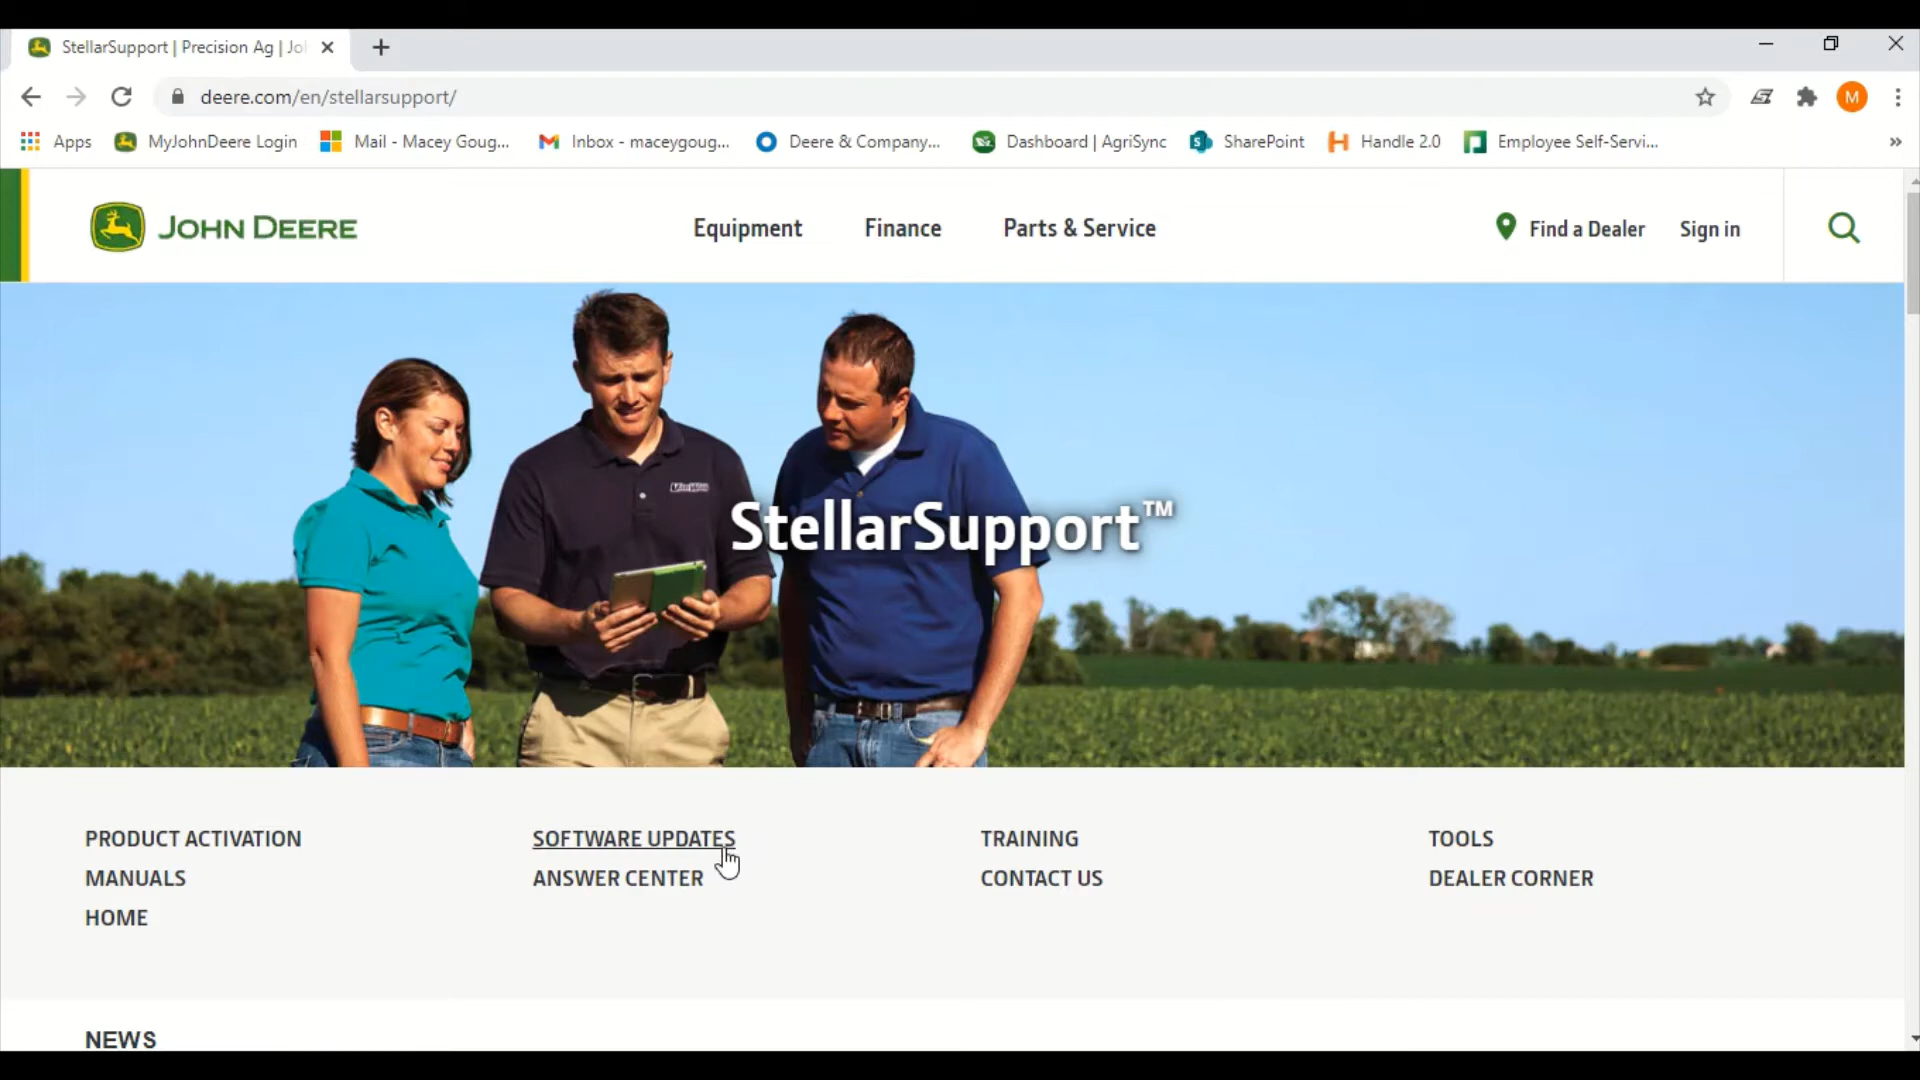 StellarSupport | Precision Ag | Jo
deere.com/en/stellarsupport/
M
Apps
MyJohnDeere Login
Mail - Macey Goug...
Inbox - maceygoug...
Deere & Company...
Dashboard | AgriSync
SharePoint
Handle 2.0
Employee Self-Servi...
»
JOHN DEERE
Equipment
Finance
Parts & Service
Find a Dealer
Sign in
StellarSupport™
PRODUCT ACTIVATION
SOFTWARE UPDATES
TRAINING
TOOLS
MANUALS
ANSWER CENTER
CONTACT US
DEALER CORNER
HOME
NEWS